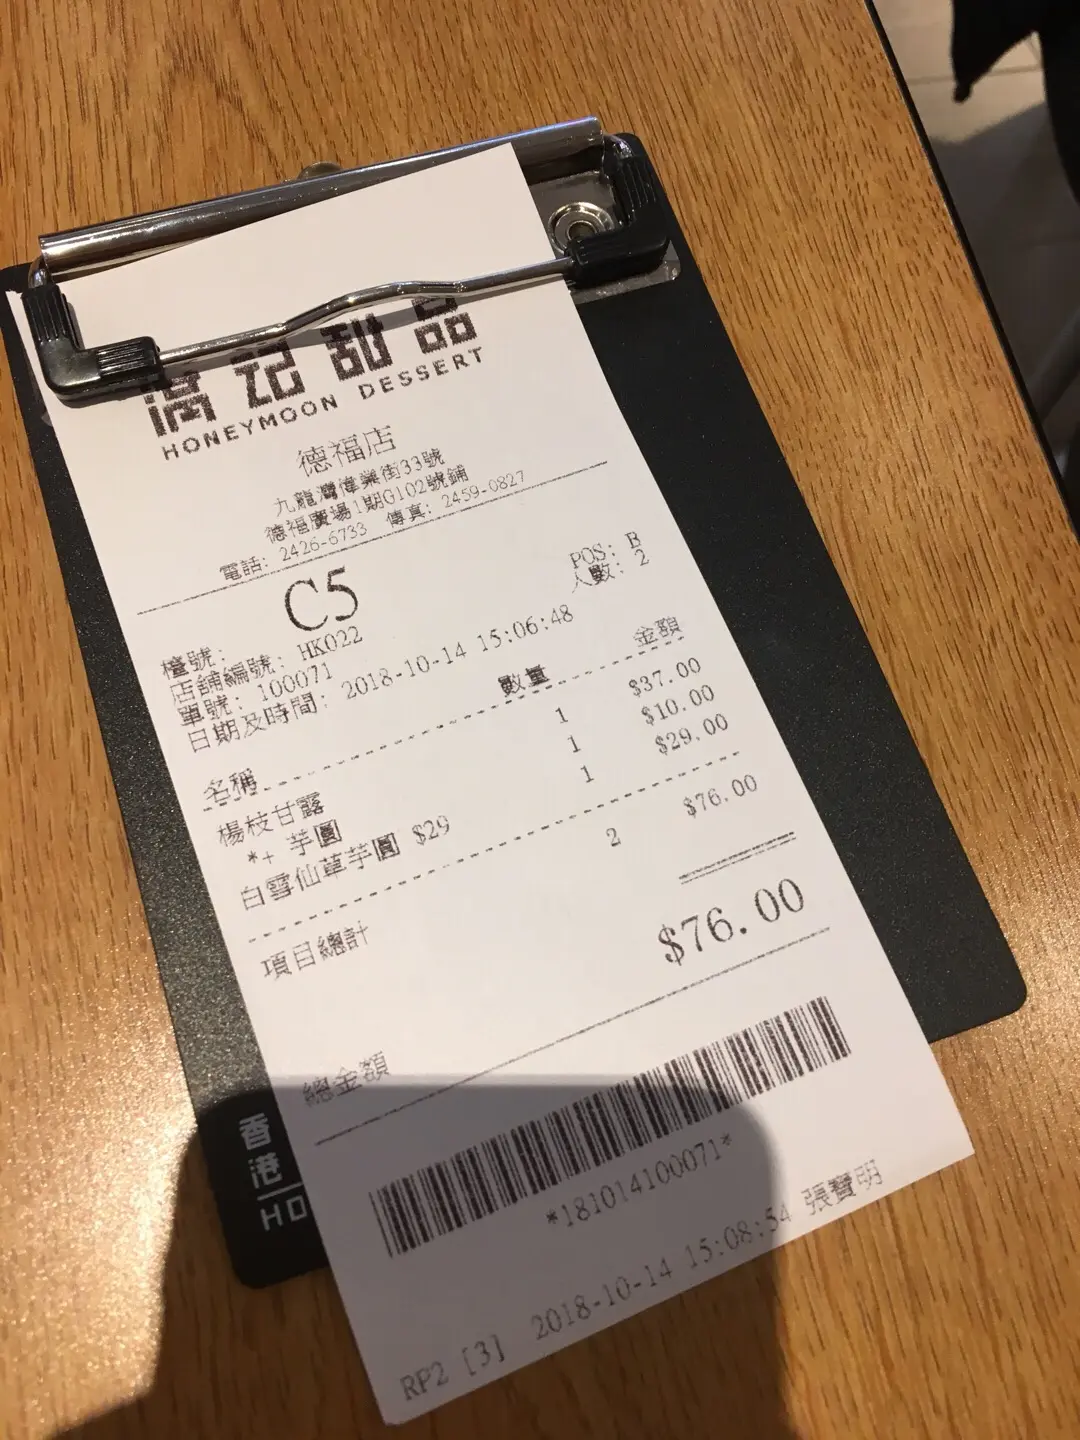 滿記甜品
HONEYMOON DESSERT
德福店
九龍灣偉業街33號
德福廣場1期G102號鋪
電話: 2426-6733 傳真: 2459-0827
檯號: C5 POS: B
店舖編號: HK022 人數: 2
單號: 100071
日期及時間: 2018-10-14 15:06:48
名稱 數量 金額
楊枝甘露 1 $37.00
*+ 芋圓 1 $10.00
白雪仙草芋圓 $29 1 $29.00
項目總計 2 $76.00
總金額 $76.00
*181014100071*
RP2 [3] 2018-10-14 15:08:54 張寶明
香港
HO